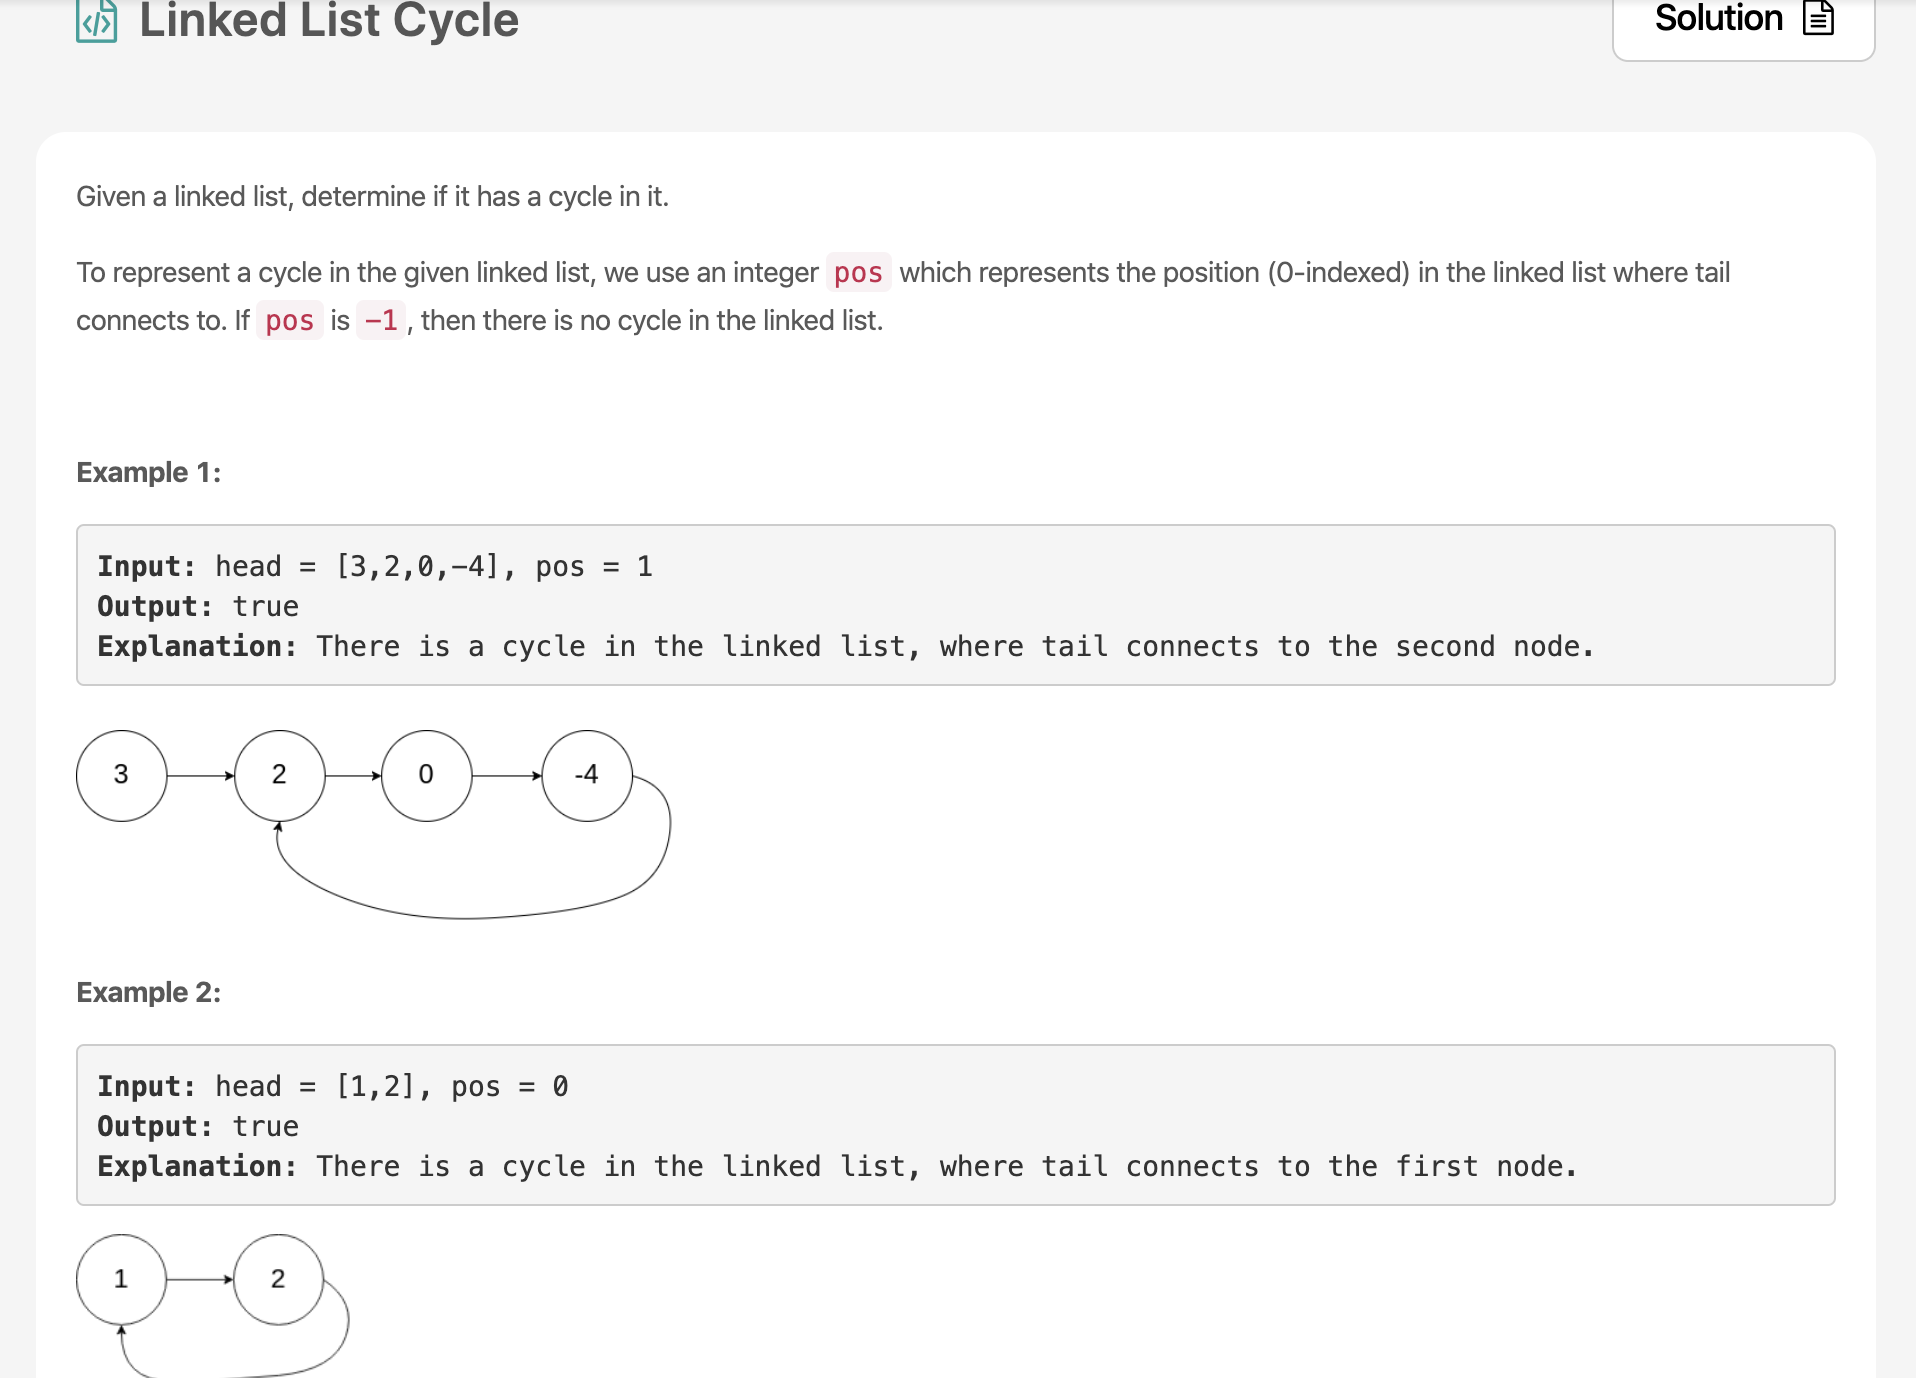 Linked List Cycle
Solution
Given a linked list, determine if it has a cycle in it.
To represent a cycle in the given linked list, we use an integer pos which represents the position (0-indexed) in the linked list where tail
connects to. If pos is -1 , then there is no cycle in the linked list.
Example 1:
Input: head = [3,2,0,-4], pos = 1
Output: true
Explanation: There is a cycle in the linked list, where tail connects to the second node.
3 2 0 -4
Example 2:
Input: head = [1,2], pos = 0
Output: true
Explanation: There is a cycle in the linked list, where tail connects to the first node.
1 2